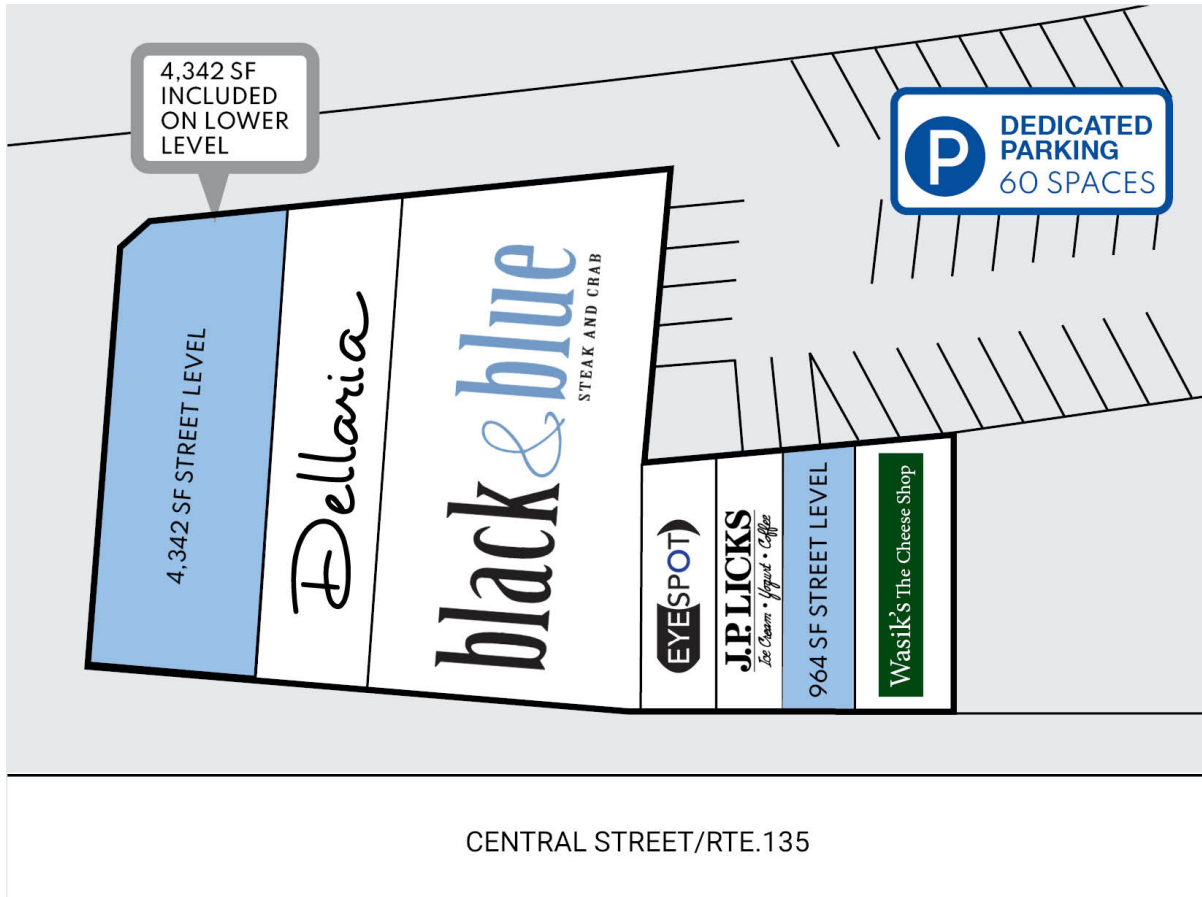 4,342 SF
INCLUDED
ON LOWER
LEVEL
P
DEDICATED
PARKING
60 SPACES
4,342 SF STREET LEVEL
Dellaria
black & blue
STEAK AND CRAB
EYESPOT
J.P. LICKS
Ice Cream • Yogurt • Coffee
964 SF STREET LEVEL
Wasik's The Cheese Shop
CENTRAL STREET/RTE.135